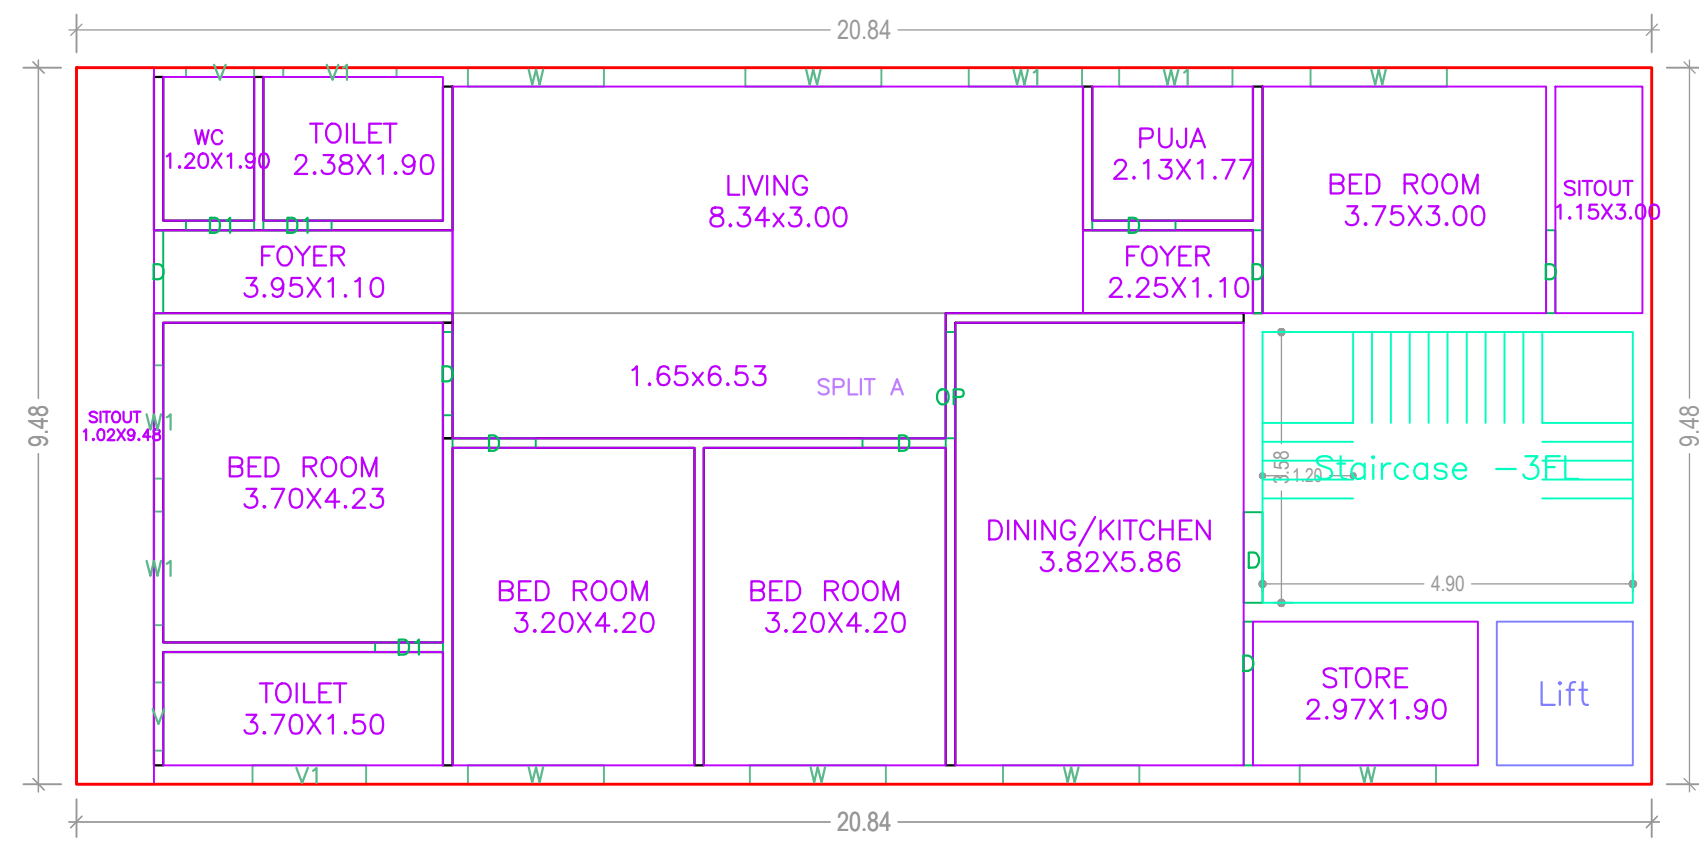 20.84
V
V1
W
W
W1
W1
W
WC
1.20X1.90
TOILET
2.38X1.90
PUJA
2.13X1.77
LIVING
8.34x3.00
BED ROOM
3.75X3.00
SITOUT
1.15X3.00
D1
D1
D
FOYER
3.95X1.10
D
FOYER
2.25X1.10
D
D
1.65x6.53
SPLIT A
D
OP
SITOUT
1.02X9.48
W1
9.48
9.48
D
D
BED ROOM
3.70X4.23
3.58
1.20
Staircase -3FL
W1
DINING/KITCHEN
3.82X5.86
D
4.90
BED ROOM
3.20X4.20
BED ROOM
3.20X4.20
D1
D
TOILET
3.70X1.50
V
STORE
2.97X1.90
Lift
V1
W
W
W
W
20.84